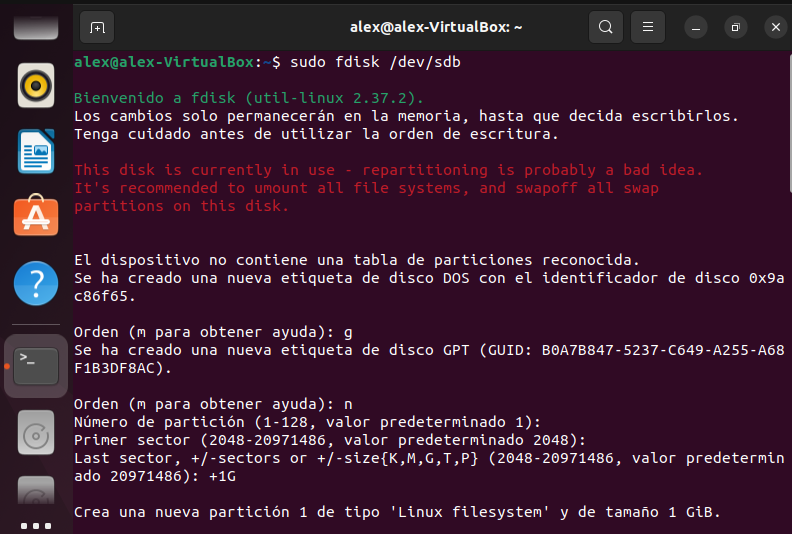 alex@alex-VirtualBox: ~
alex@alex-VirtualBox:~$ sudo fdisk /dev/sdb
Bienvenido a fdisk (util-linux 2.37.2).
Los cambios solo permanecerán en la memoria, hasta que decida escribirlos.
Tenga cuidado antes de utilizar la orden de escritura.
This disk is currently in use - repartitioning is probably a bad idea.
It's recommended to umount all file systems, and swapoff all swap
partitions on this disk.
El dispositivo no contiene una tabla de particiones reconocida.
Se ha creado una nueva etiqueta de disco DOS con el identificador de disco 0x9a
c86f65.
Orden (m para obtener ayuda): g
Se ha creado una nueva etiqueta de disco GPT (GUID: B0A7B847-5237-C649-A255-A68
F1B3DF8AC).
Orden (m para obtener ayuda): n
Número de partición (1-128, valor predeterminado 1):
Primer sector (2048-20971486, valor predeterminado 2048):
Last sector, +/-sectors or +/-size{K,M,G,T,P} (2048-20971486, valor predetermin
ado 20971486): +1G
Crea una nueva partición 1 de tipo 'Linux filesystem' y de tamaño 1 GiB.